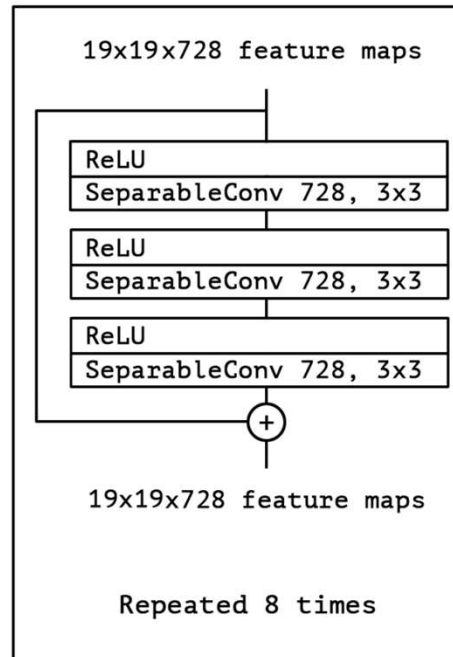 19x19x728 feature maps
ReLU
SeparableConv 728, 3x3
ReLU
SeparableConv 728, 3x3
ReLU
SeparableConv 728, 3x3
+
19x19x728 feature maps
Repeated 8 times